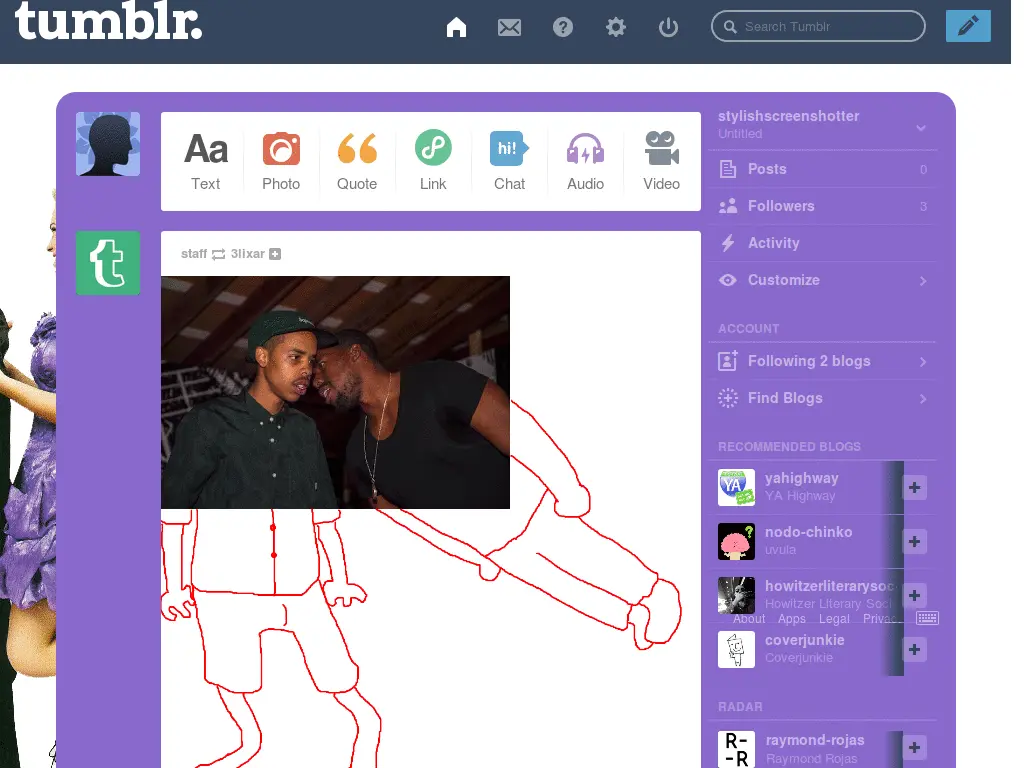 tumblr.
Search Tumblr
Aa
hi!
Text
Photo
Quote
Link
Chat
Audio
Video
t
staff 3lixar
stylishscreenshotter
Untitled
Posts 0
Followers 3
Activity
Customize
ACCOUNT
Following 2 blogs
Find Blogs
RECOMMENDED BLOGS
YA
yahighway
YA Highway
nodo-chinko
uvula
howitzerliterarysoc
Howitzer Literary Soci
About Apps Legal Privac
coverjunkie
Coverjunkie
RADAR
R-
-R
raymond-rojas
Raymond Rojas